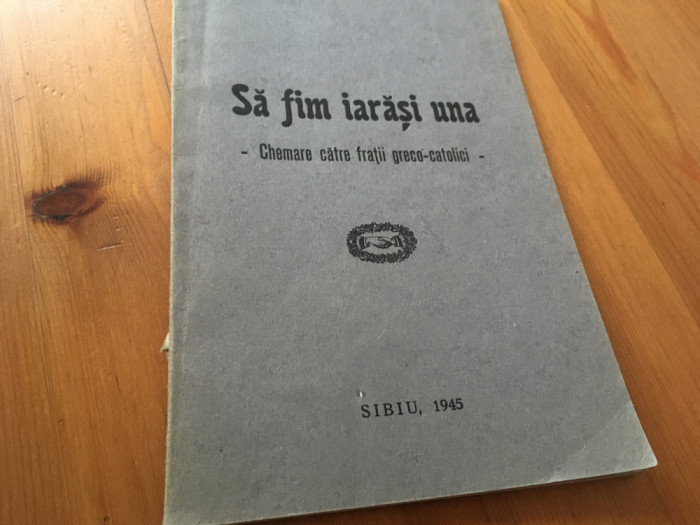 Să fim iarăși una
- Chemare către frații greco-catolici -
SIBIU, 1945